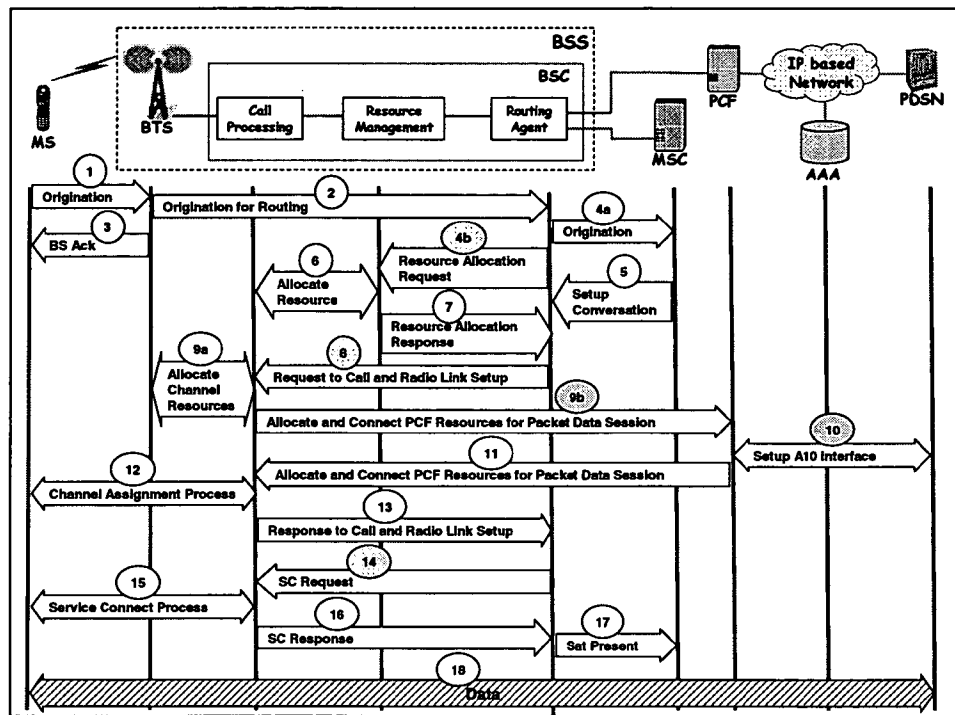 BSS
BSC
IP based
Network
PCF
PDSN
Call
Processing
Resource
Management
Routing
Agent
BTS
MS
MSC
AAA
1
Origination
2
Origination for Routing
3
BS Ack
4a
Origination
4b
Resource Allocation
Request
5
Setup
Conversation
6
Allocate
Resource
7
Resource Allocation
Response
8
Request to Call and Radio Link Setup
9a
Allocate
Channel
Resources
9b
Allocate and Connect PCF Resources for Packet Data Session
10
Setup A10 Interface
11
Allocate and Connect PCF Resources for Packet Data Session
12
Channel Assignment Process
13
Response to Call and Radio Link Setup
14
SC Request
15
Service Connect Process
16
SC Response
17
Sat Present
18
Data